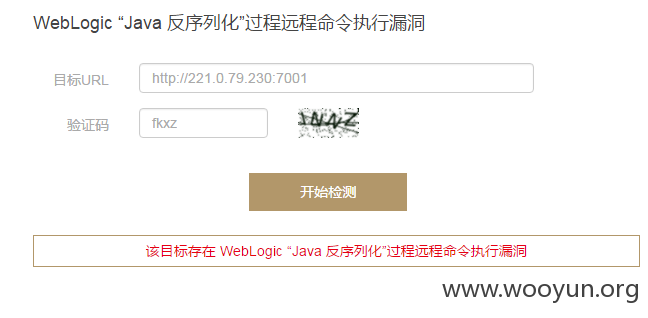 WebLogic “Java 反序列化”过程远程命令执行漏洞
目标URL http://221.0.79.230:7001
验证码 fkxz
开始检测
该目标存在 WebLogic “Java 反序列化”过程远程命令执行漏洞
www.wooyun.org